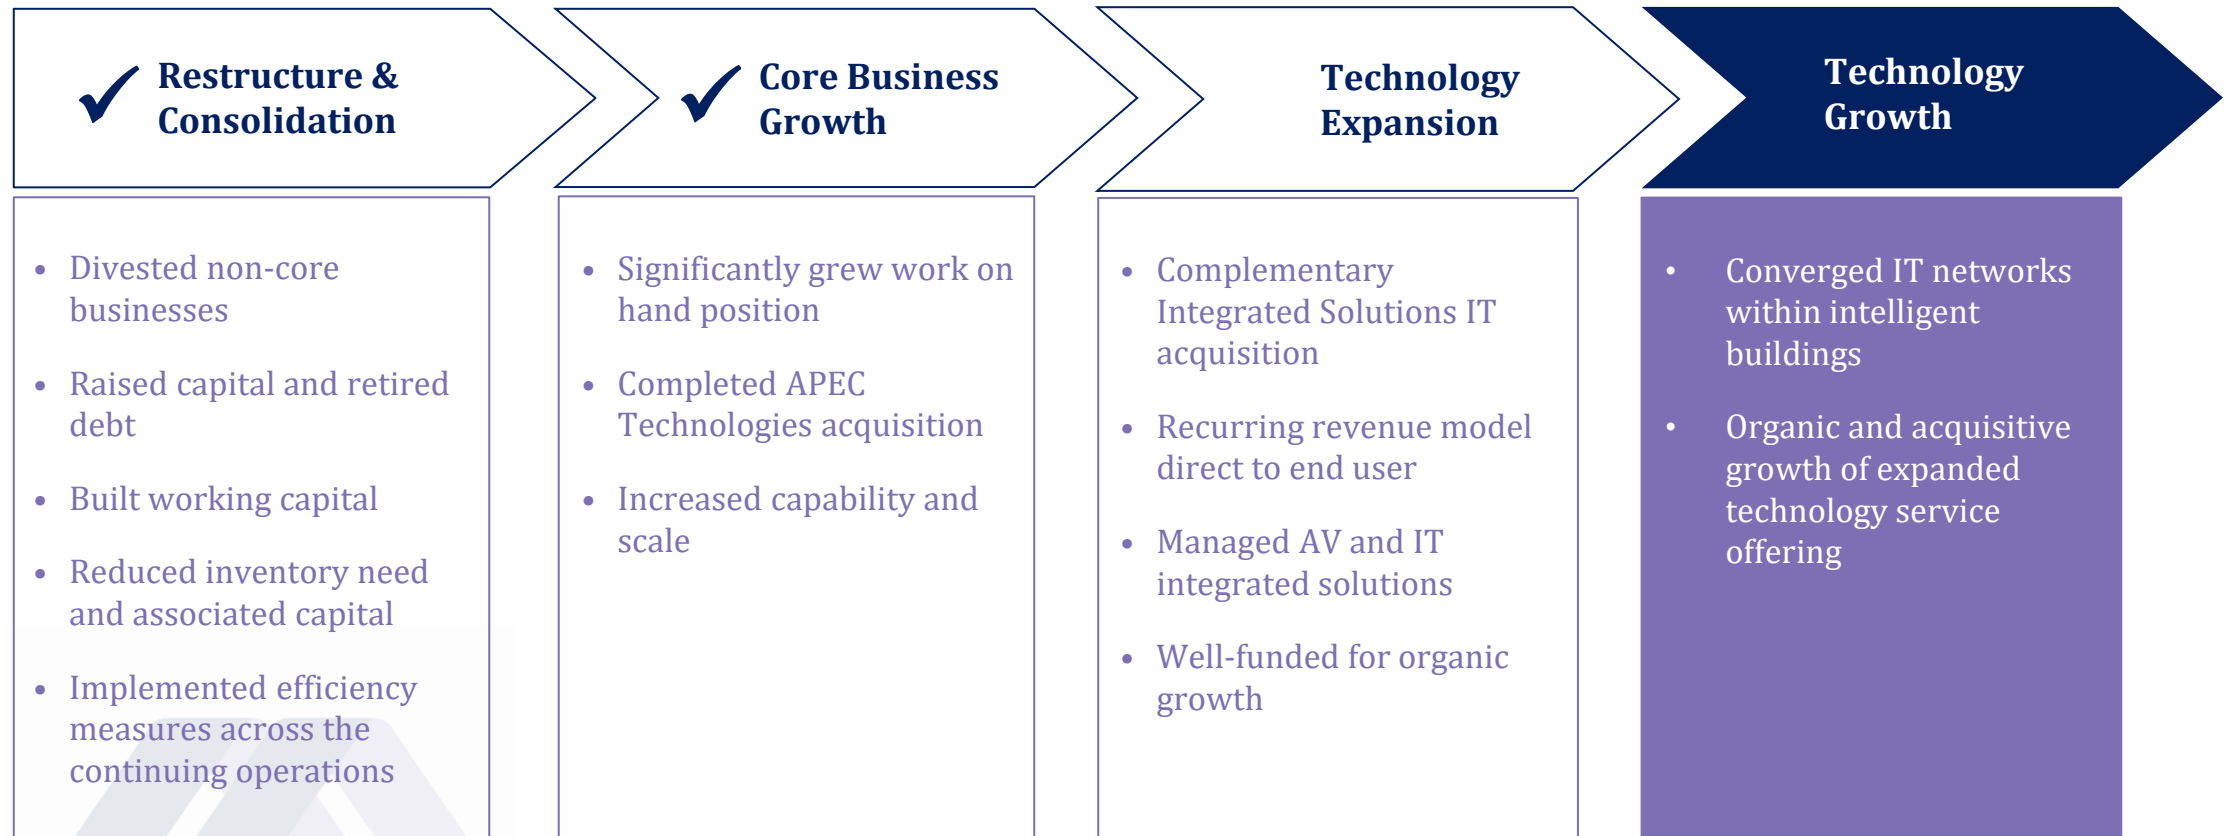 Restructure &
Consolidation
• Divested non-core
businesses
• Raised capital and retired
debt
• Built working capital
• Reduced inventory need
and associated capital
• Implemented efficiency
measures across the
continuing operations
Core Business
Growth
• Significantly grew work on
hand position
• Completed APEC
Technologies acquisition
• Increased capability and
scale
Technology
Expansion
• Complementary
Integrated Solutions IT
acquisition
• Recurring revenue model
direct to end user
• Managed AV and IT
integrated solutions
• Well-funded for organic
growth
Technology
Growth
• Converged IT networks
within intelligent
buildings
• Organic and acquisitive
growth of expanded
technology service
offering